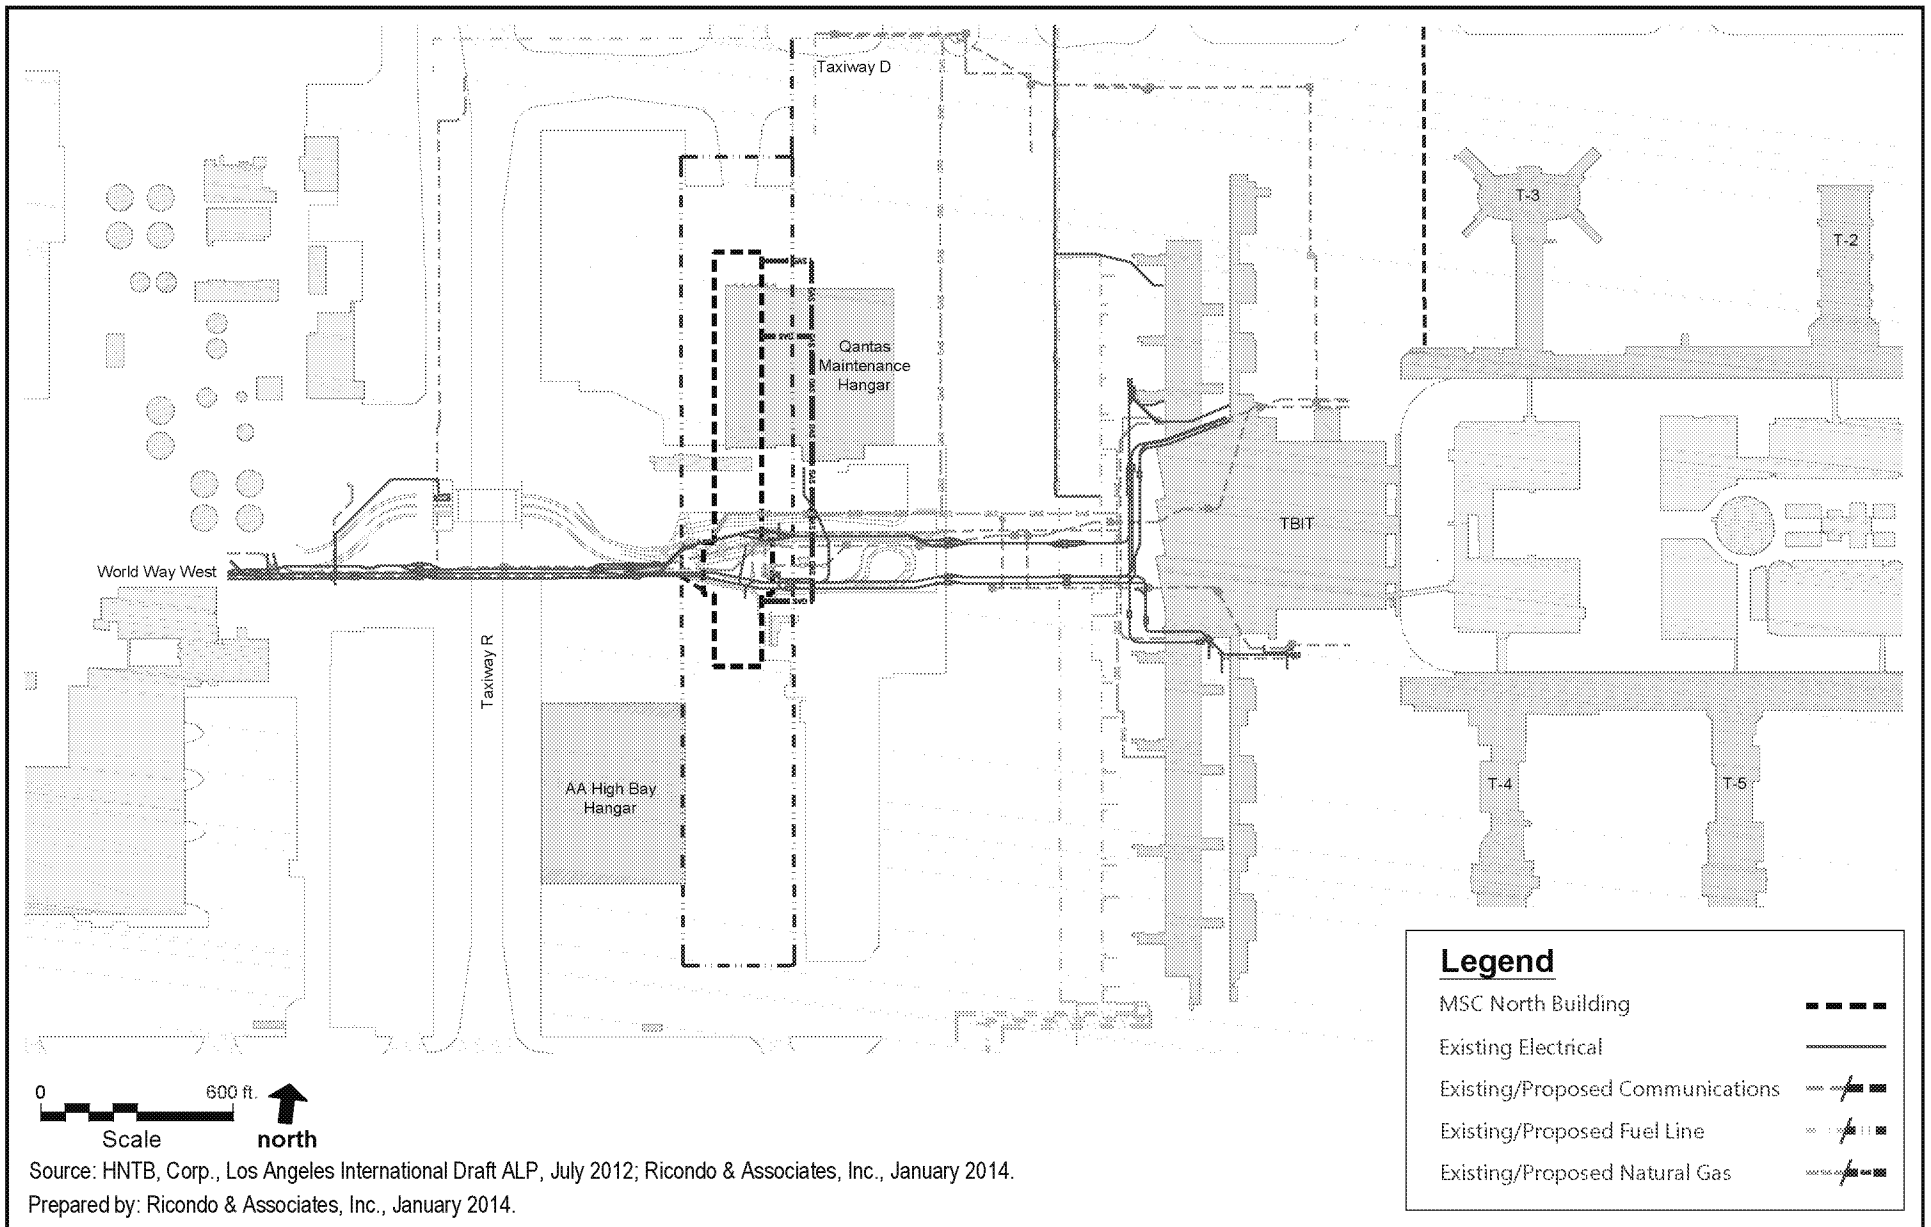 Taxiway D
T-3
T-2
Qantas
Maintenance
Hangar
TBIT
World Way West
Taxiway R
AA High Bay
Hangar
T-4
T-5
Legend
MSC North Building
Existing Electrical
Existing/Proposed Communications
Existing/Proposed Fuel Line
Existing/Proposed Natural Gas
0 600 ft.
Scale
north
Source: HNTB, Corp., Los Angeles International Draft ALP, July 2012; Ricondo & Associates, Inc., January 2014.
Prepared by: Ricondo & Associates, Inc., January 2014.